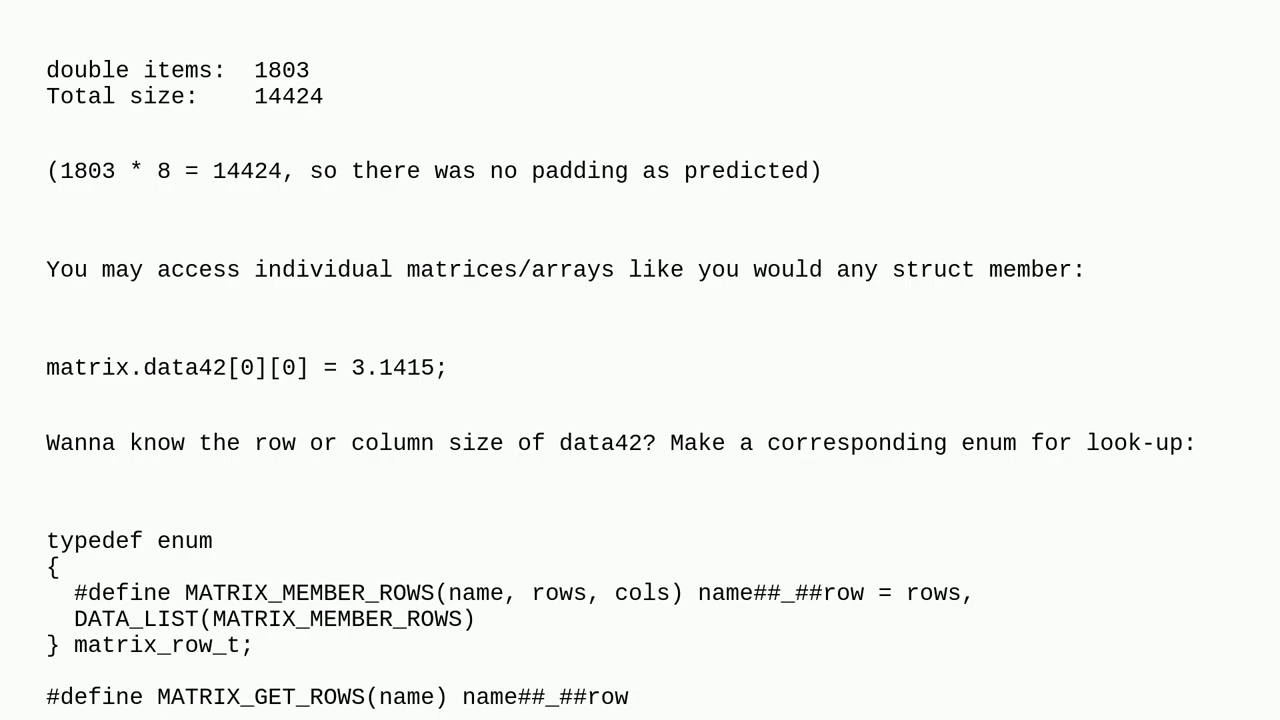 double items:  1803
Total size:    14424
(1803 * 8 = 14424, so there was no padding as predicted)
You may access individual matrices/arrays like you would any struct member:
matrix.data42[0][0] = 3.1415;
Wanna know the row or column size of data42? Make a corresponding enum for look-up:
typedef enum
{
  #define MATRIX_MEMBER_ROWS(name, rows, cols) name##_##row = rows,
  DATA_LIST(MATRIX_MEMBER_ROWS)
} matrix_row_t;
#define MATRIX_GET_ROWS(name) name##_##row